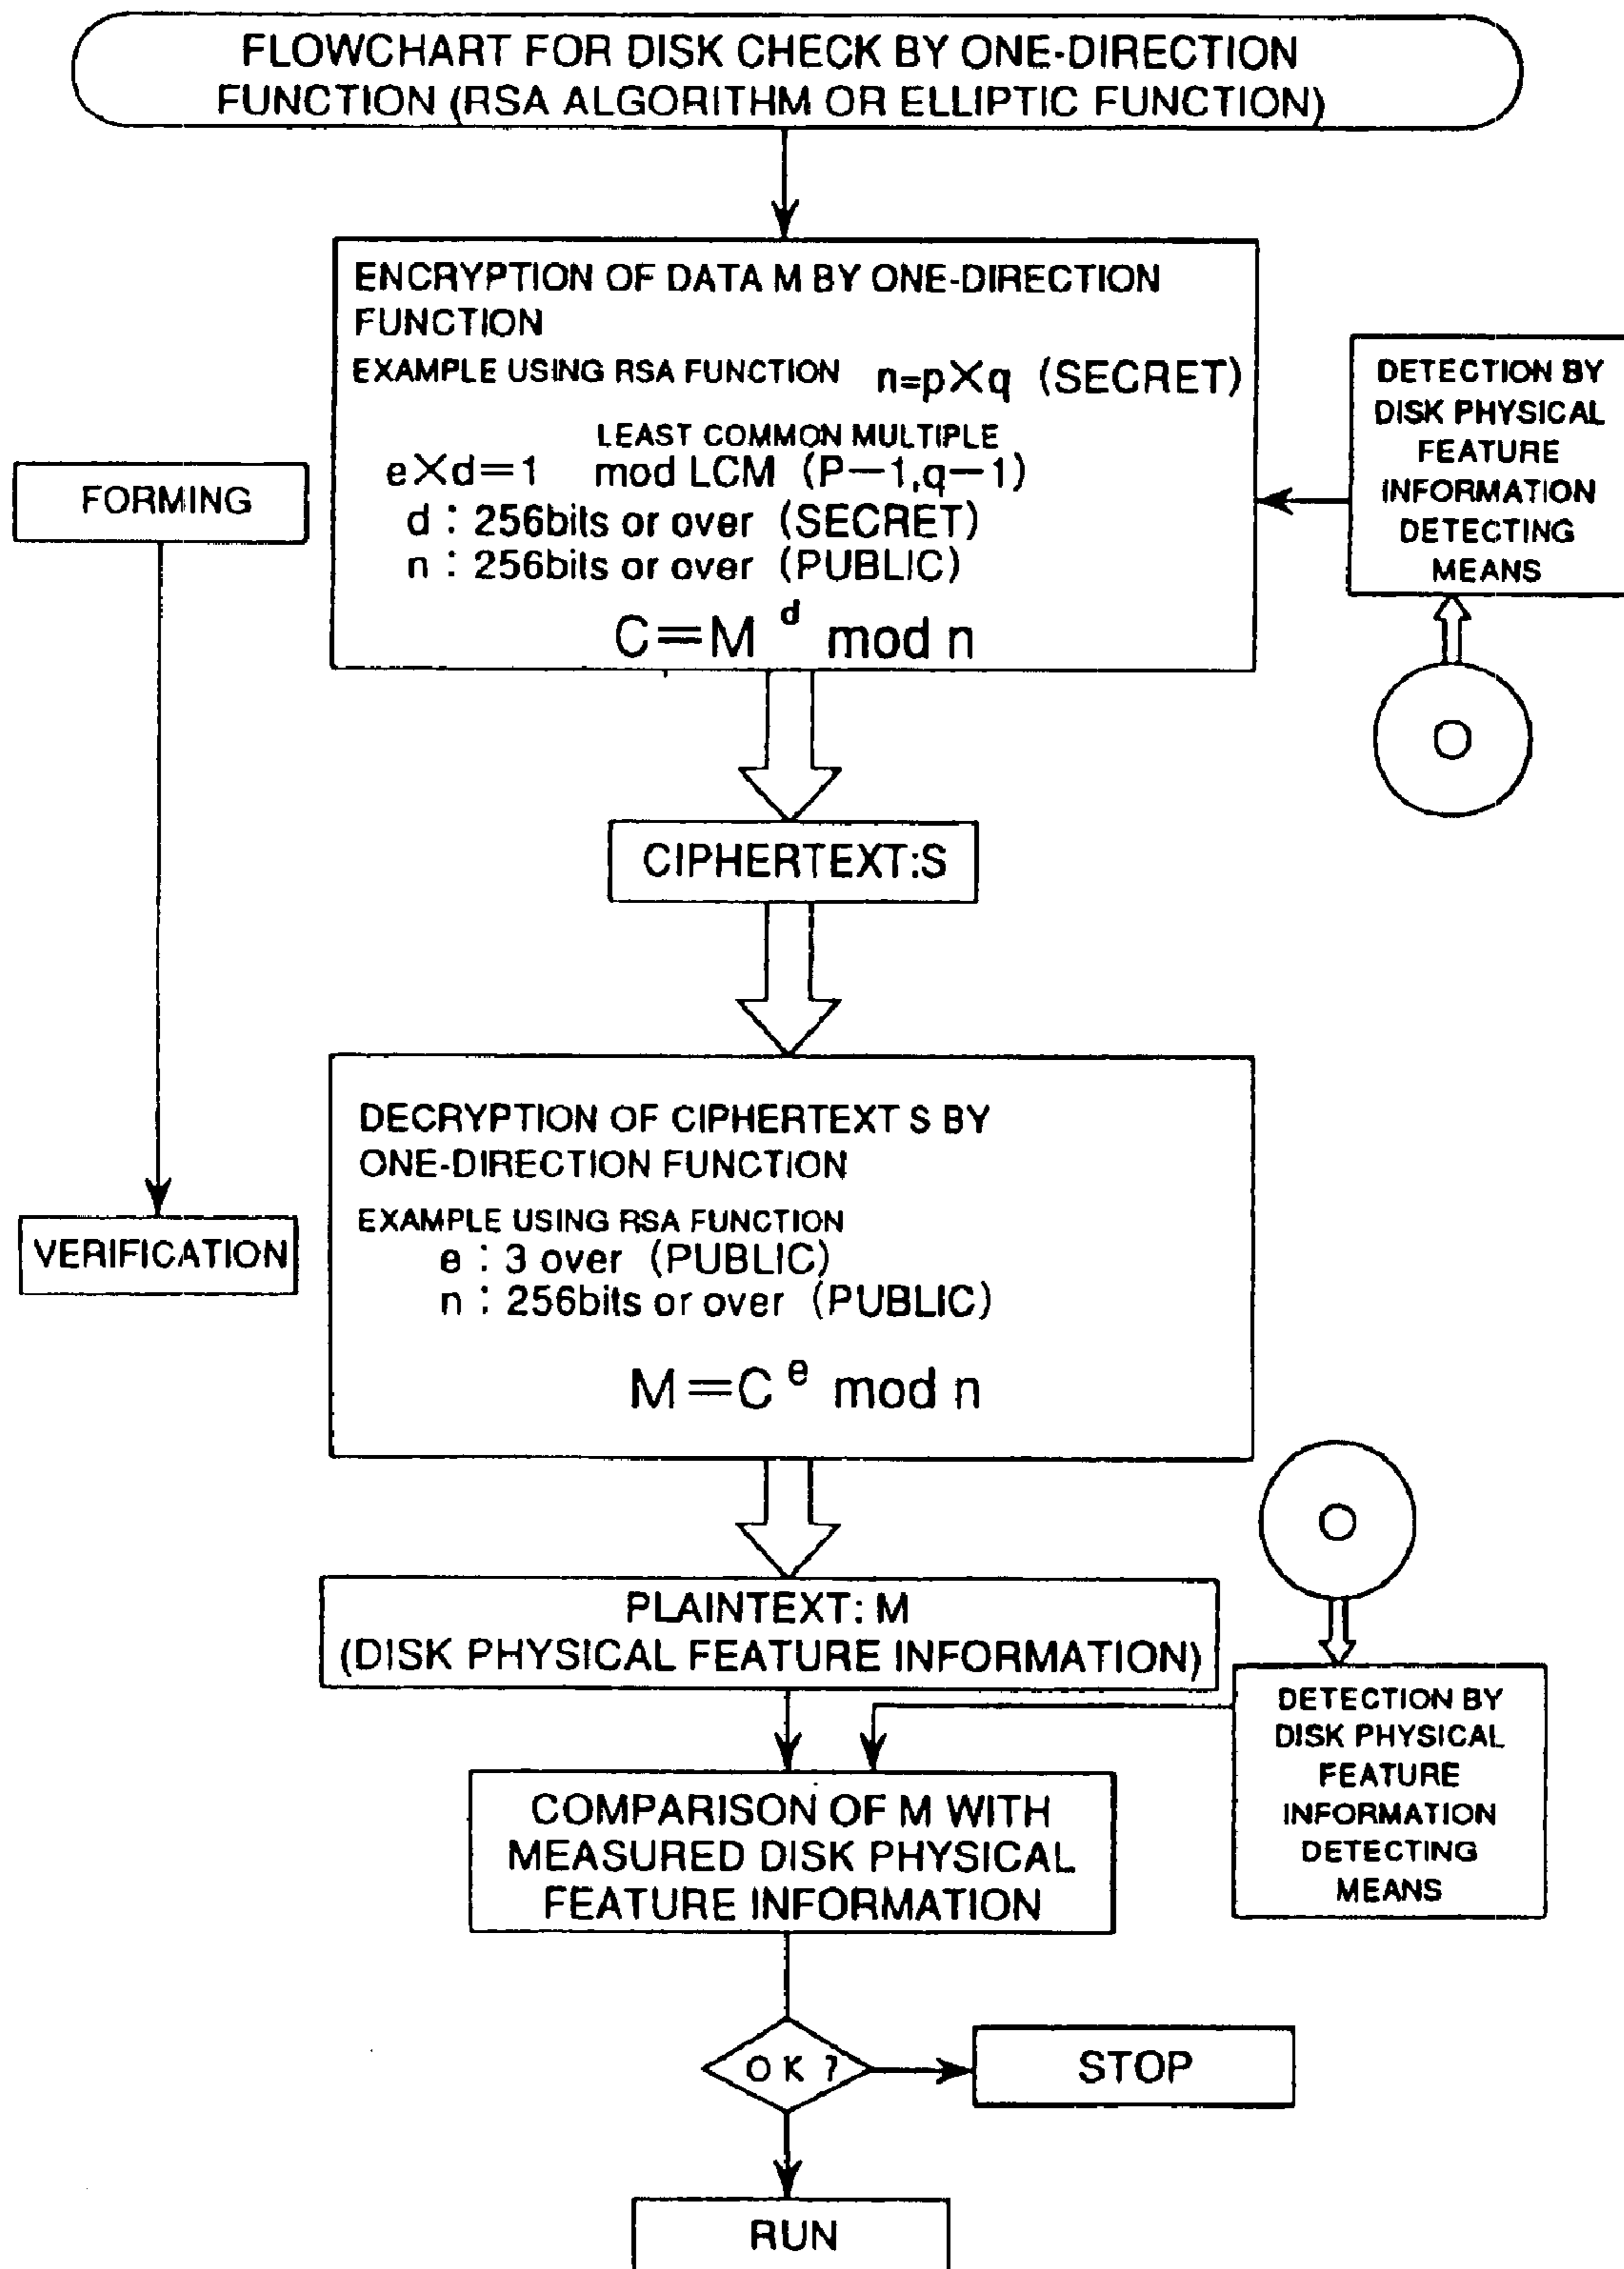 FLOWCHART FOR DISK CHECK BY ONE-DIRECTION
FUNCTION (RSA ALGORITHM OR ELLIPTIC FUNCTION)
ENCRYPTION OF DATA M BY ONE-DIRECTION
FUNCTION
EXAMPLE USING RSA FUNCTION n=p×q (SECRET)
LEAST COMMON MULTIPLE
e×d=1 mod LCM (P-1,q-1)
d : 256bits or over (SECRET)
n : 256bits or over (PUBLIC)
C=M^d mod n
DETECTION BY
DISK PHYSICAL
FEATURE
INFORMATION
DETECTING
MEANS
FORMING
CIPHERTEXT:S
DECRYPTION OF CIPHERTEXT S BY
ONE-DIRECTION FUNCTION
EXAMPLE USING RSA FUNCTION
e : 3 over (PUBLIC)
n : 256bits or over (PUBLIC)
M=C^e mod n
VERIFICATION
PLAINTEXT: M
(DISK PHYSICAL FEATURE INFORMATION)
DETECTION BY
DISK PHYSICAL
FEATURE
INFORMATION
DETECTING
MEANS
COMPARISON OF M WITH
MEASURED DISK PHYSICAL
FEATURE INFORMATION
OK?
STOP
RUN